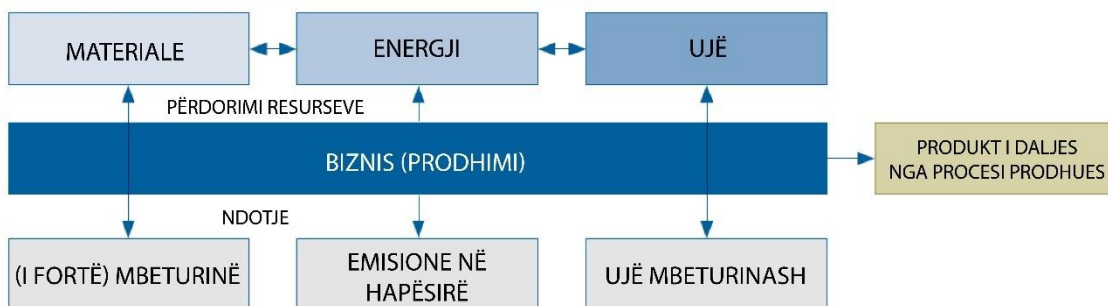 MATERIALE
ENERGJI
UJË
PËRDORIMI RESURSEVE
BIZNIS (PRODHIMI)
PRODUKT I DALJES
NGA PROCESI PRODHUES
NDOTJE
(I FORTË) MBETURINË
EMISIONE NË
HAPËSIRË
UJË MBETURINASH